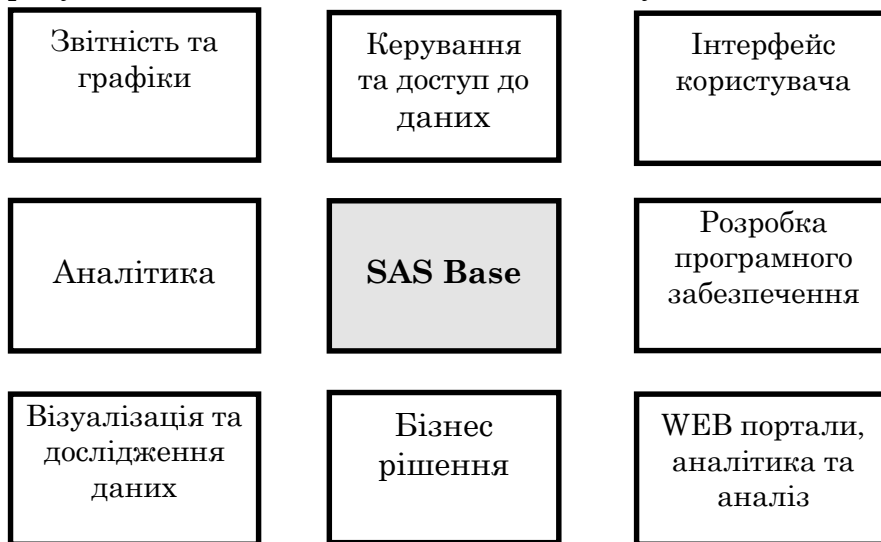 Звітність та
графіки
Керування
та доступ до
даних
Інтерфейс
користувача
Аналітика
SAS Base
Розробка
програмного
забезпечення
Візуалізація та
дослідження
даних
Бізнес
рішення
WEB портали,
аналітика та
аналіз